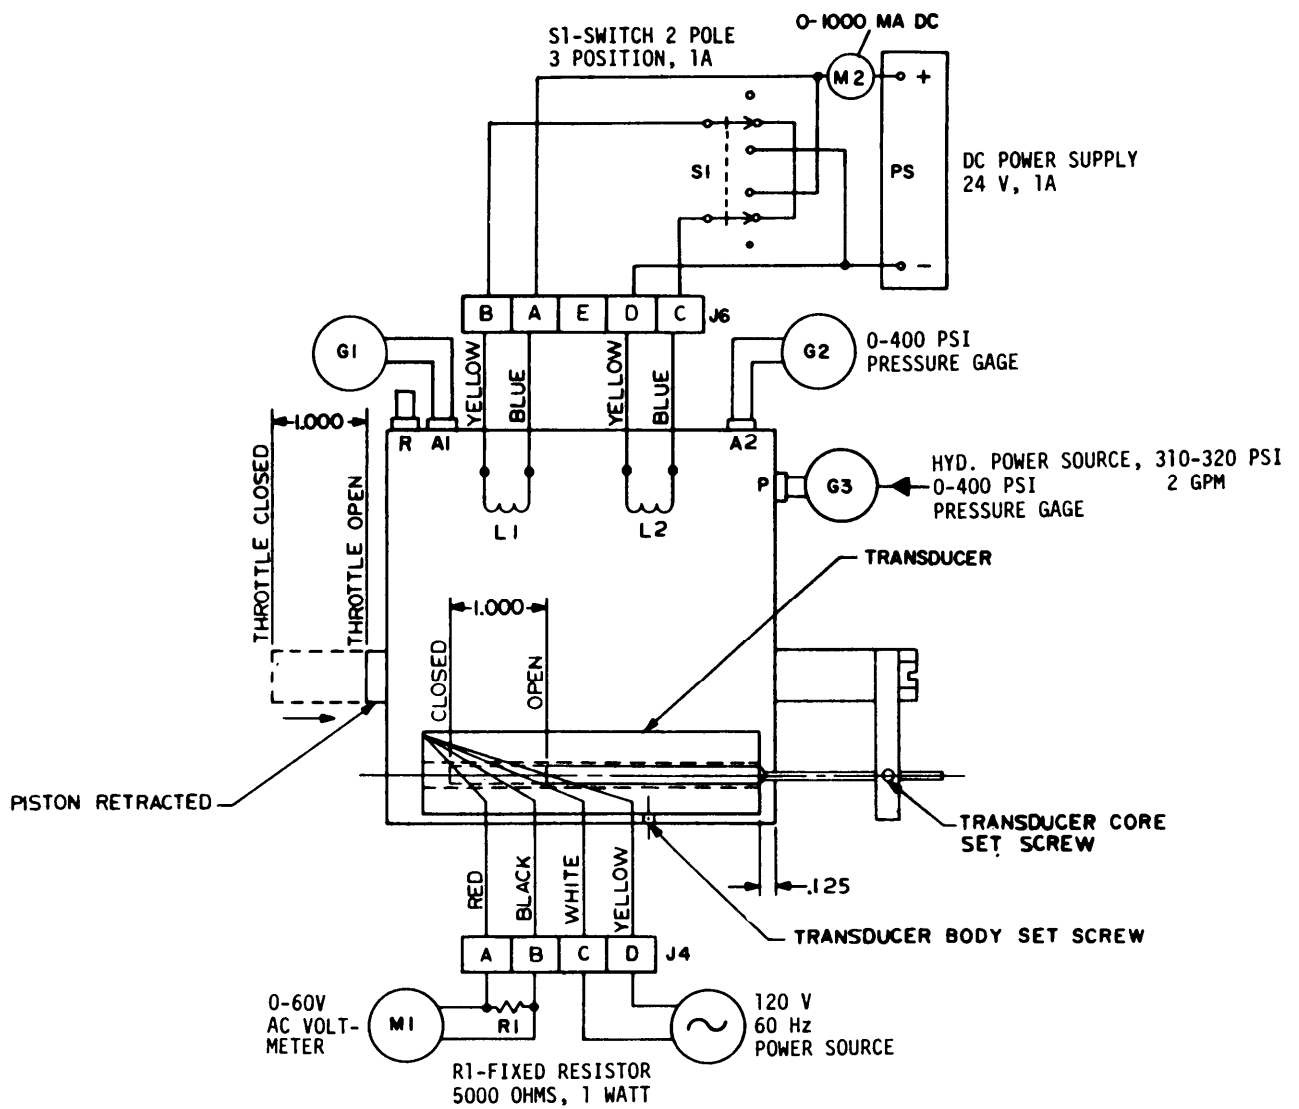 0-1000 MA DC
S1-SWITCH 2 POLE
3 POSITION, 1A
M2
+
S1
PS
DC POWER SUPPLY
24 V, 1A
-
B A E D C J6
G1
G2
0-400 PSI
PRESSURE GAGE
YELLOW
BLUE
YELLOW
BLUE
1.000
R A1
A2
THROTTLE CLOSED
THROTTLE OPEN
P
G3
HYD. POWER SOURCE, 310-320 PSI
0-400 PSI 2 GPM
PRESSURE GAGE
L1
L2
TRANSDUCER
1.000
CLOSED
OPEN
PISTON RETRACTED
TRANSDUCER CORE
SET SCREW
.125
RED
BLACK
WHITE
YELLOW
TRANSDUCER BODY SET SCREW
A B C D J4
0-60V
AC VOLT-
METER
M1
R1
120 V
60 Hz
POWER SOURCE
R1-FIXED RESISTOR
5000 OHMS, 1 WATT